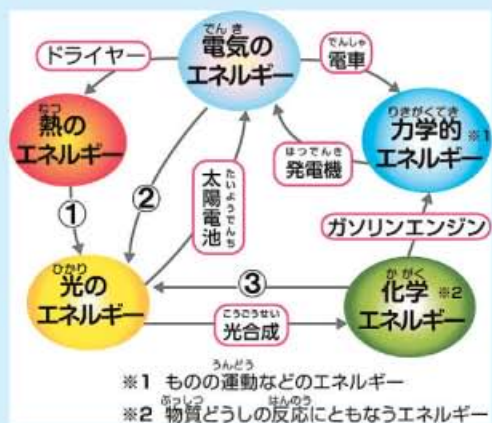 でんき
電気の
エネルギー
ドライヤー
でんしゃ
電車
ねつ
熱の
エネルギー
りきがくてき
力学的
エネルギー ※1
はつでんき
発電機
①
②
たいようでんち
太陽電池
ガソリンエンジン
ひかり
光の
エネルギー
③
かがく
化学 ※2
エネルギー
こうごうせい
光合成
うんどう
※1 ものの運動などのエネルギー
ぶっしつ はんのう
※2 物質どうしの反応にともなうエネルギー